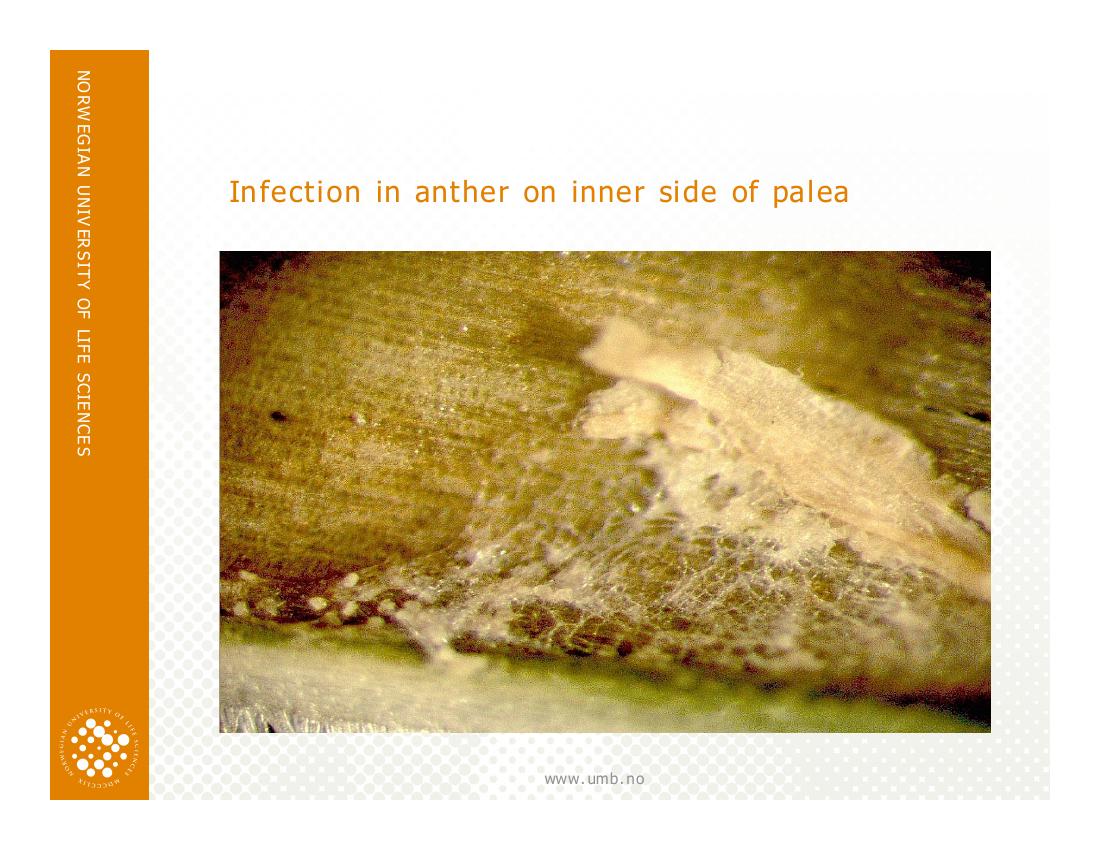 NORWEGIAN UNIVERSITY OF LIFE SCIENCES
Infection in anther on inner side of palea
NORWEGIAN UNIVERSITY OF LIFE SCIENCES MDCCCLIX
www.umb.no